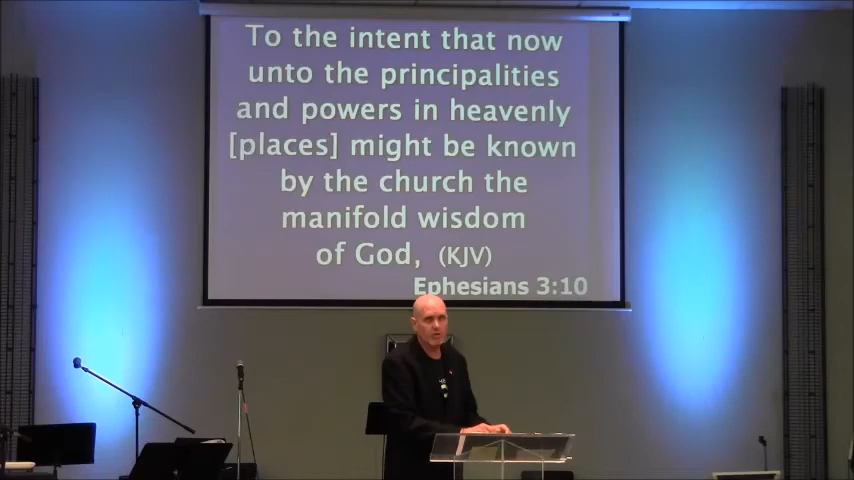 To the intent that now
unto the principalities
and powers in heavenly
[places] might be known
by the church the
manifold wisdom
of God, (KJV)
Ephesians 3:10